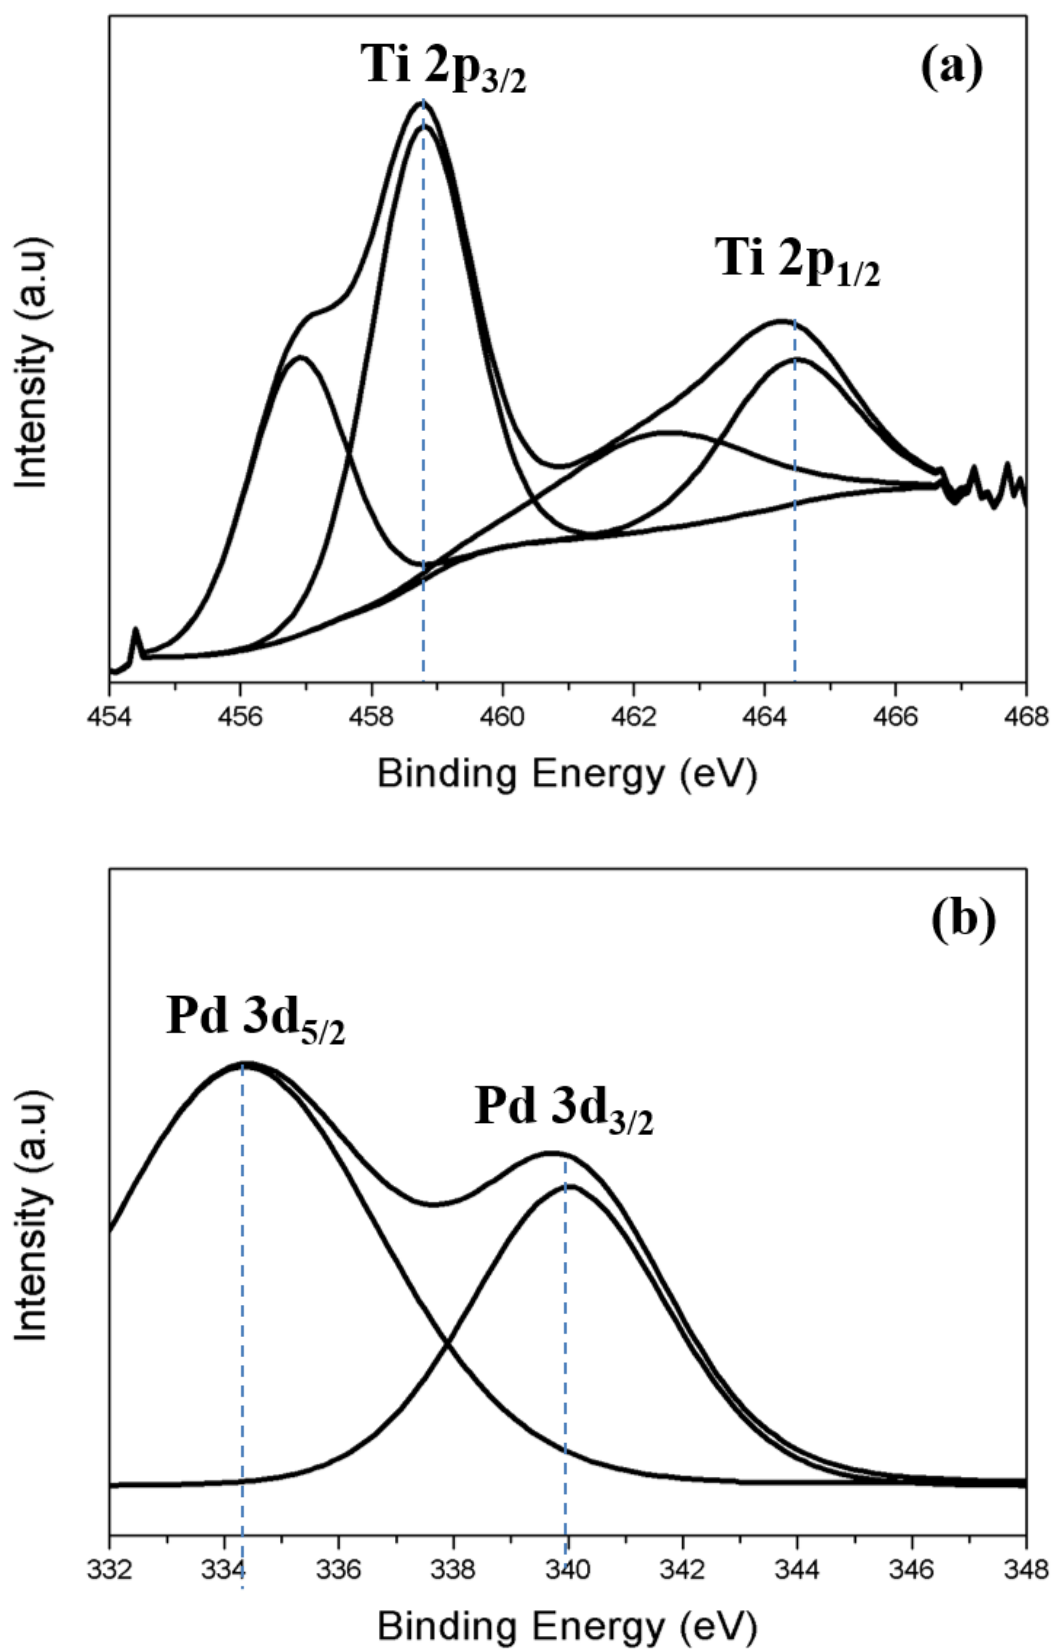 (a)
Ti 2p3/2
Ti 2p1/2
Intensity (a.u)
454 456 458 460 462 464 466 468
Binding Energy (eV)
(b)
Pd 3d5/2
Pd 3d3/2
Intensity (a.u)
332 334 336 338 340 342 344 346 348
Binding Energy (eV)